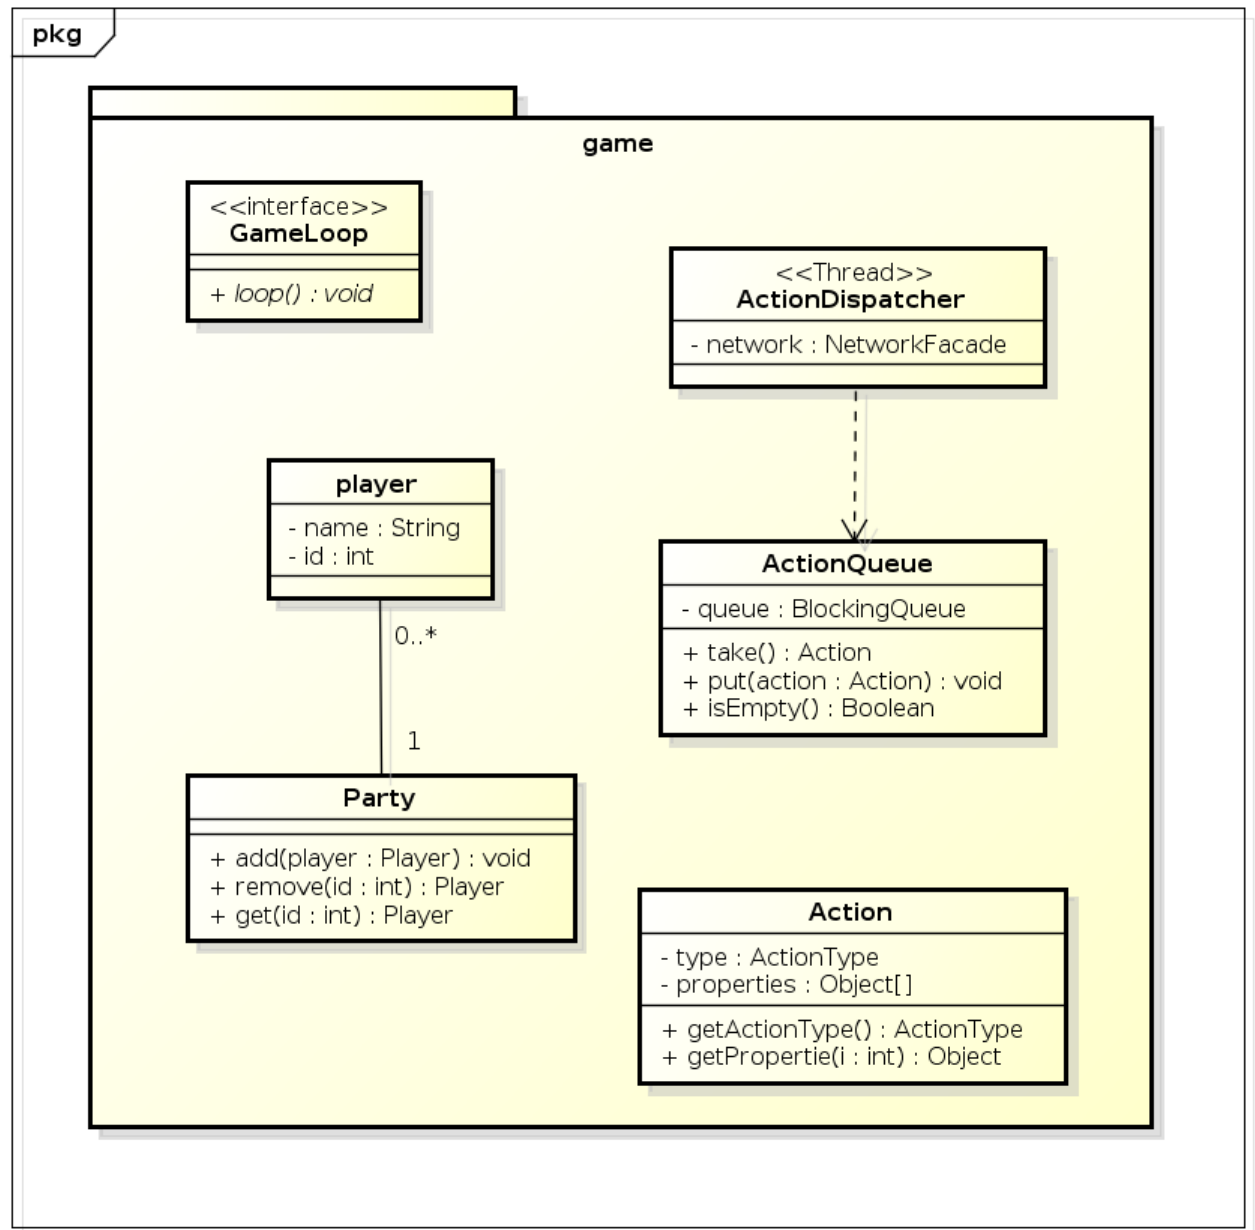 pkg
game
<<interface>>
GameLoop
+ loop() : void
<<Thread>>
ActionDispatcher
- network : NetworkFacade
player
- name : String
- id : int
0..*
1
ActionQueue
- queue : BlockingQueue
+ take() : Action
+ put(action : Action) : void
+ isEmpty() : Boolean
Party
+ add(player : Player) : void
+ remove(id : int) : Player
+ get(id : int) : Player
Action
- type : ActionType
- properties : Object[]
+ getActionType() : ActionType
+ getPropertie(i : int) : Object